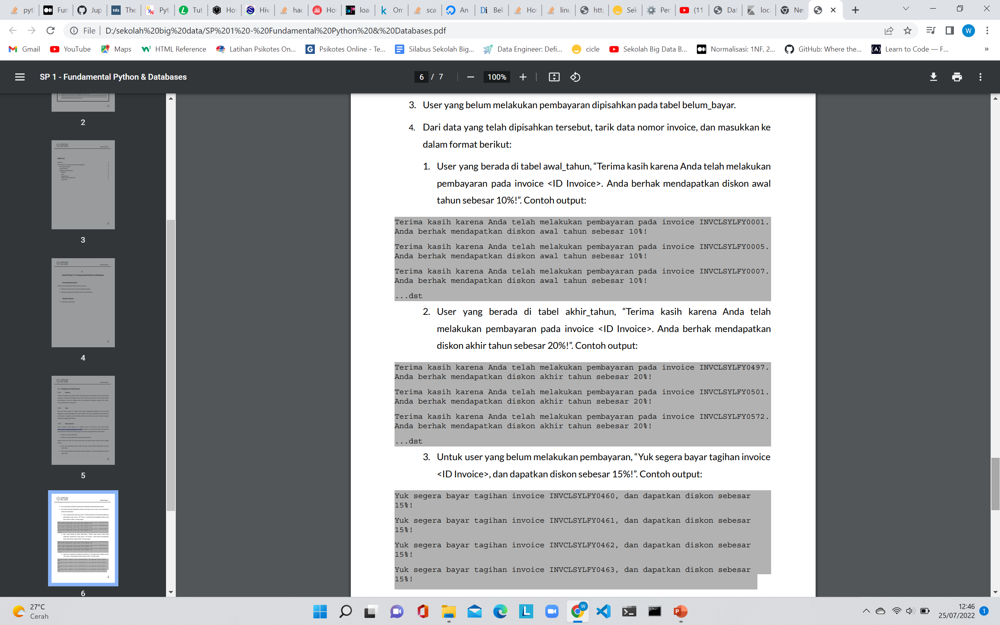 pyt
Fun
Jup
The
Pyt
Tut
Ho
Hiv
hac
Ho
loa
Om
sca
An
Bel
Ho
linu
http
Sek
Per
(11
Dat
loc
Ne
File
D:/sekolah%20big%20data/SP%201%20-%20Fundamental%20Python%20&%20Databases.pdf
W
Gmail
YouTube
Maps
HTML Reference
Latihan Psikotes On...
Psikotes Online - Te...
Silabus Sekolah Big...
Data Engineer: Defi...
cicle
Sekolah Big Data B...
Normalisasi: 1NF, 2...
GitHub: Where the...
Learn to Code — F...
»
SP 1 - Fundamental Python & Databases
6 / 7
100%
2
3
4
5
6
3. User yang belum melakukan pembayaran dipisahkan pada tabel belum_bayar.
4. Dari data yang telah dipisahkan tersebut, tarik data nomor invoice, dan masukkan ke
dalam format berikut:
1. User yang berada di tabel awal_tahun, “Terima kasih karena Anda telah melakukan
pembayaran pada invoice <ID Invoice>. Anda berhak mendapatkan diskon awal
tahun sebesar 10%!”. Contoh output:
Terima kasih karena Anda telah melakukan pembayaran pada invoice INVCLSYLFY0001.
Anda berhak mendapatkan diskon awal tahun sebesar 10%!
Terima kasih karena Anda telah melakukan pembayaran pada invoice INVCLSYLFY0005.
Anda berhak mendapatkan diskon awal tahun sebesar 10%!
Terima kasih karena Anda telah melakukan pembayaran pada invoice INVCLSYLFY0007.
Anda berhak mendapatkan diskon awal tahun sebesar 10%!
...dst
2. User yang berada di tabel akhir_tahun, “Terima kasih karena Anda telah
melakukan pembayaran pada invoice <ID Invoice>. Anda berhak mendapatkan
diskon akhir tahun sebesar 20%!”. Contoh output:
Terima kasih karena Anda telah melakukan pembayaran pada invoice INVCLSYLFY0497.
Anda berhak mendapatkan diskon akhir tahun sebesar 20%!
Terima kasih karena Anda telah melakukan pembayaran pada invoice INVCLSYLFY0501.
Anda berhak mendapatkan diskon akhir tahun sebesar 20%!
Terima kasih karena Anda telah melakukan pembayaran pada invoice INVCLSYLFY0572.
Anda berhak mendapatkan diskon akhir tahun sebesar 20%!
...dst
3. Untuk user yang belum melakukan pembayaran, “Yuk segera bayar tagihan invoice
<ID Invoice>, dan dapatkan diskon sebesar 15%!”. Contoh output:
Yuk segera bayar tagihan invoice INVCLSYLFY0460, dan dapatkan diskon sebesar
15%!
Yuk segera bayar tagihan invoice INVCLSYLFY0461, dan dapatkan diskon sebesar
15%!
Yuk segera bayar tagihan invoice INVCLSYLFY0462, dan dapatkan diskon sebesar
15%!
Yuk segera bayar tagihan invoice INVCLSYLFY0463, dan dapatkan diskon sebesar
15%!
27°C
Cerah
12:46
25/07/2022
1